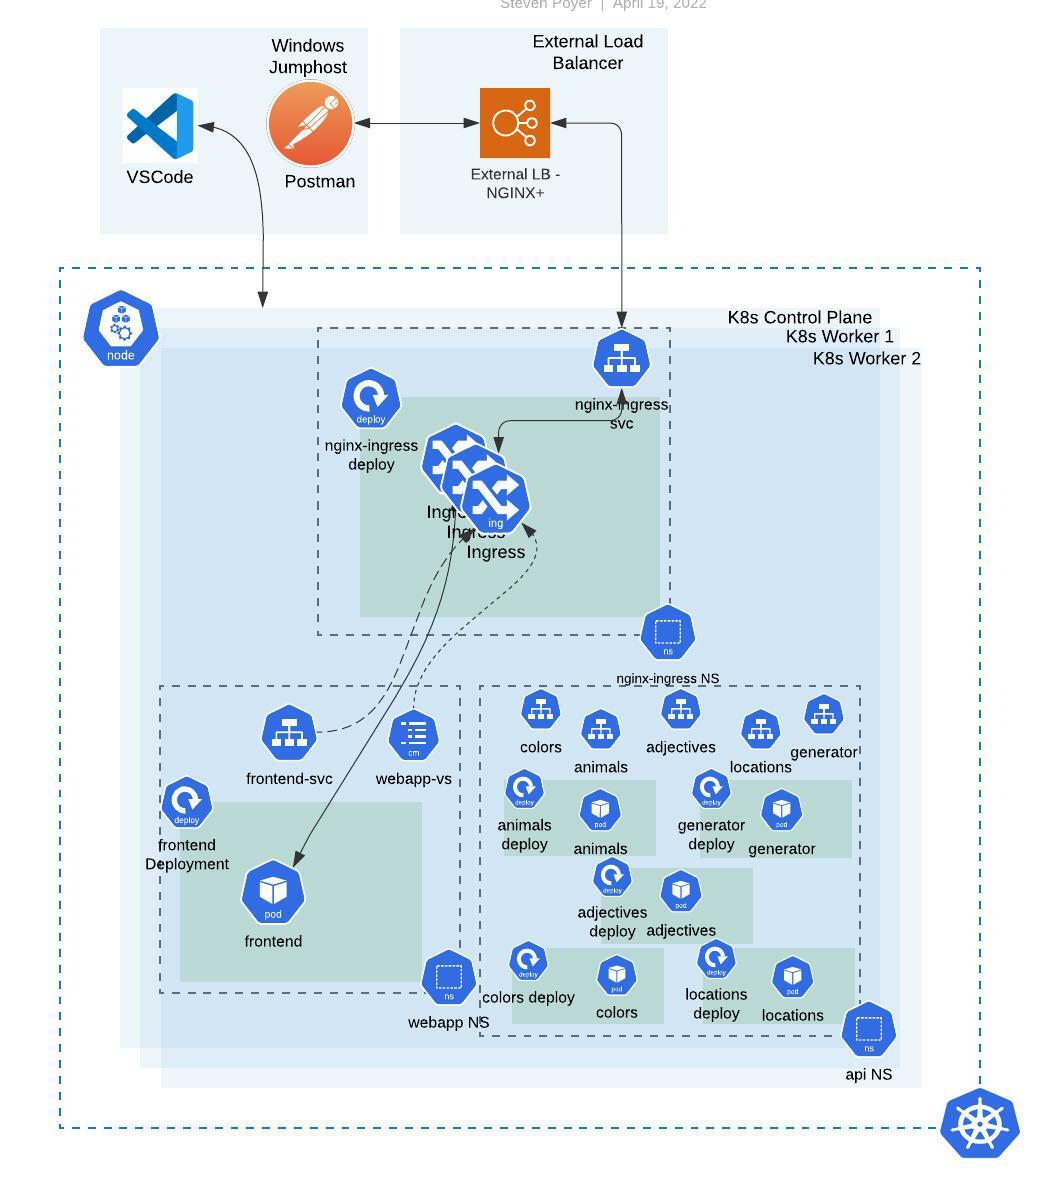 Steven Poyer | April 19, 2022
Windows
Jumphost
External Load
Balancer
VSCode
Postman
External LB -
NGINX+
K8s Control Plane
K8s Worker 1
K8s Worker 2
node
deploy
nginx-ingress
deploy
nginx-ingress
svc
ing
Ingress
Ingress
ns
nginx-ingress NS
frontend-svc
cm
webapp-vs
deploy
frontend
Deployment
pod
frontend
ns
webapp NS
colors
animals
adjectives
locations
generator
deploy
animals
deploy
pod
animals
deploy
generator
deploy
pod
generator
deploy
adjectives
deploy
pod
adjectives
deploy
colors deploy
pod
colors
deploy
locations
deploy
pod
locations
ns
api NS